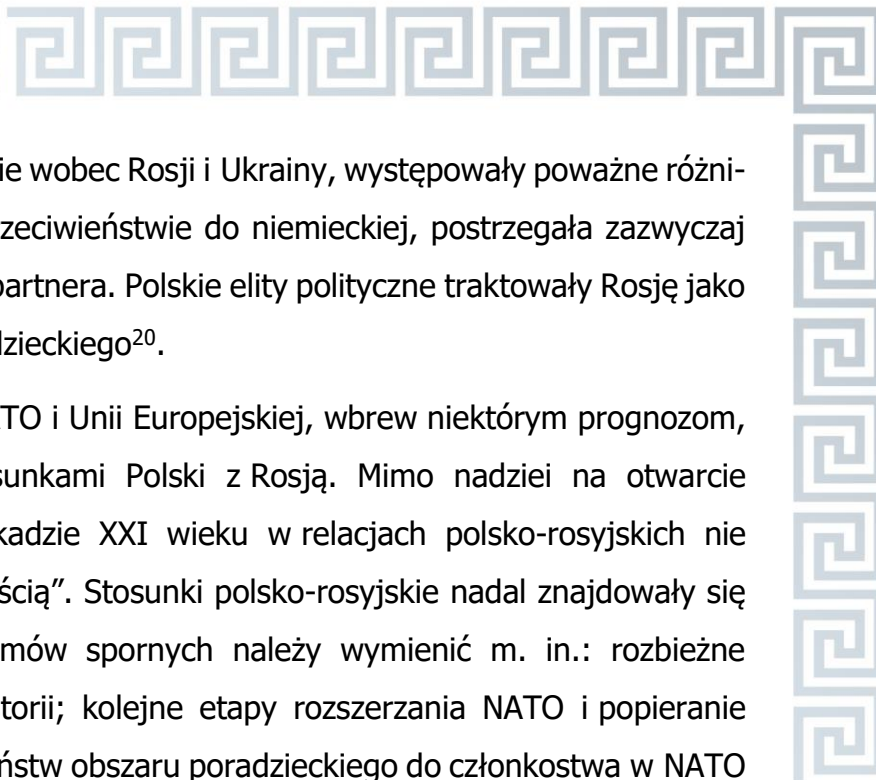 ie wobec Rosji i Ukrainy, występowały poważne różni-
zeciwieństwie do niemieckiej, postrzegała zazwyczaj
partnera. Polskie elity polityczne traktowały Rosję jako
dzieckiego²⁰.
ATO i Unii Europejskiej, wbrew niektórym prognozom,
sunkami Polski z Rosją. Mimo nadziei na otwarcie
kadzie XXI wieku w relacjach polsko-rosyjskich nie
ścią”. Stosunki polsko-rosyjskie nadal znajdowały się
mów spornych należy wymienić m. in.: rozbieżne
torii; kolejne etapy rozszerzania NATO i popieranie
ństw obszaru poradzieckiego do członkostwa w NATO